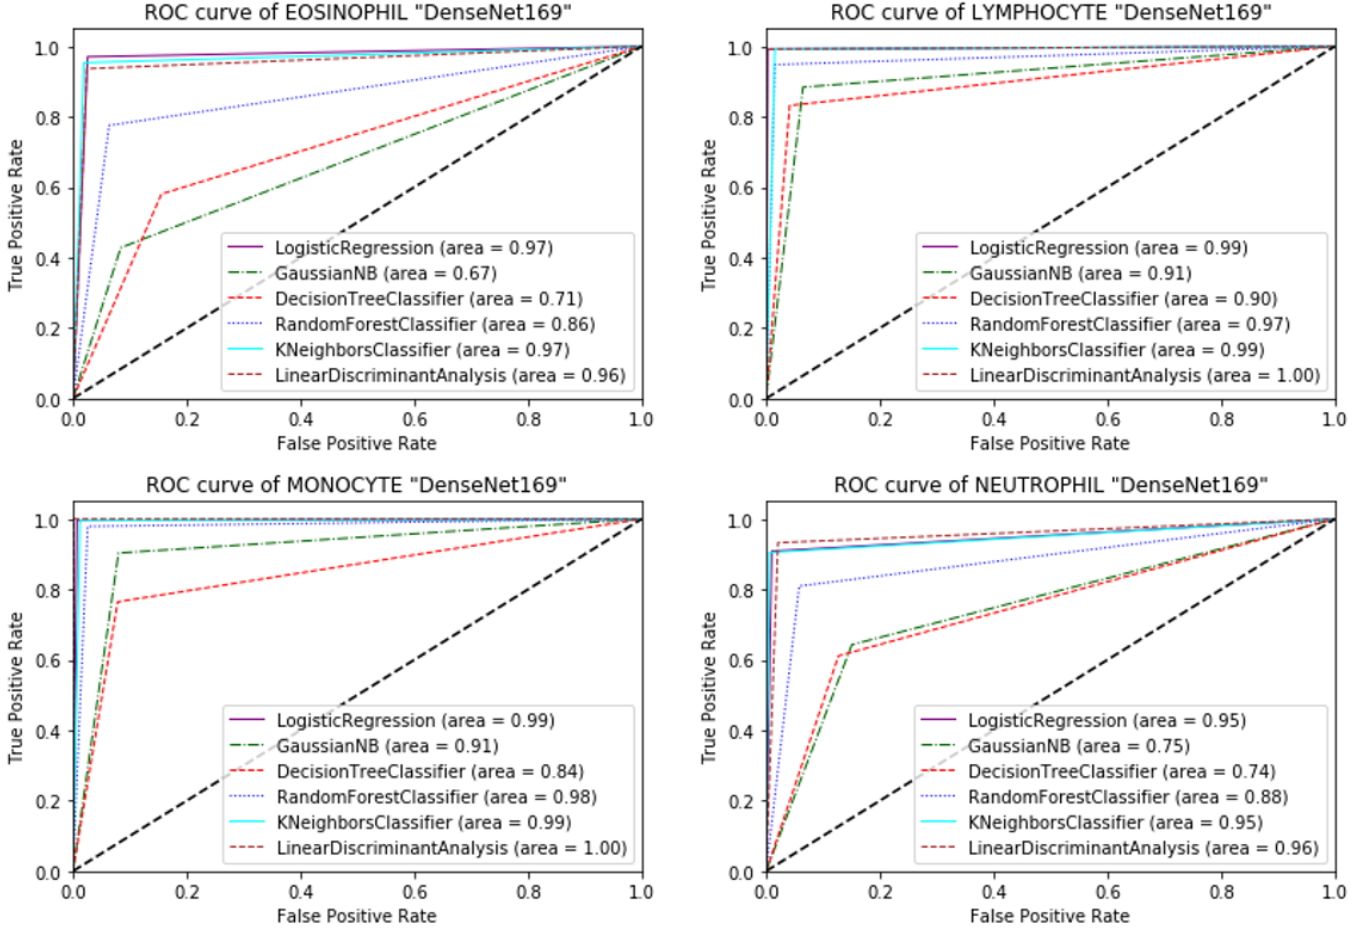 ROC curve of EOSINOPHIL "DenseNet169"
1.0
0.8
0.6
0.4
0.2
0.0
True Positive Rate
LogisticRegression (area = 0.97)
GaussianNB (area = 0.67)
DecisionTreeClassifier (area = 0.71)
RandomForestClassifier (area = 0.86)
KNeighborsClassifier (area = 0.97)
LinearDiscriminantAnalysis (area = 0.96)
0.0 0.2 0.4 0.6 0.8 1.0
False Positive Rate
ROC curve of LYMPHOCYTE "DenseNet169"
1.0
0.8
0.6
0.4
0.2
0.0
True Positive Rate
LogisticRegression (area = 0.99)
GaussianNB (area = 0.91)
DecisionTreeClassifier (area = 0.90)
RandomForestClassifier (area = 0.97)
KNeighborsClassifier (area = 0.99)
LinearDiscriminantAnalysis (area = 1.00)
0.0 0.2 0.4 0.6 0.8 1.0
False Positive Rate
ROC curve of MONOCYTE "DenseNet169"
1.0
0.8
0.6
0.4
0.2
0.0
True Positive Rate
LogisticRegression (area = 0.99)
GaussianNB (area = 0.91)
DecisionTreeClassifier (area = 0.84)
RandomForestClassifier (area = 0.98)
KNeighborsClassifier (area = 0.99)
LinearDiscriminantAnalysis (area = 1.00)
0.0 0.2 0.4 0.6 0.8 1.0
False Positive Rate
ROC curve of NEUTROPHIL "DenseNet169"
1.0
0.8
0.6
0.4
0.2
0.0
True Positive Rate
LogisticRegression (area = 0.95)
GaussianNB (area = 0.75)
DecisionTreeClassifier (area = 0.74)
RandomForestClassifier (area = 0.88)
KNeighborsClassifier (area = 0.95)
LinearDiscriminantAnalysis (area = 0.96)
0.0 0.2 0.4 0.6 0.8 1.0
False Positive Rate